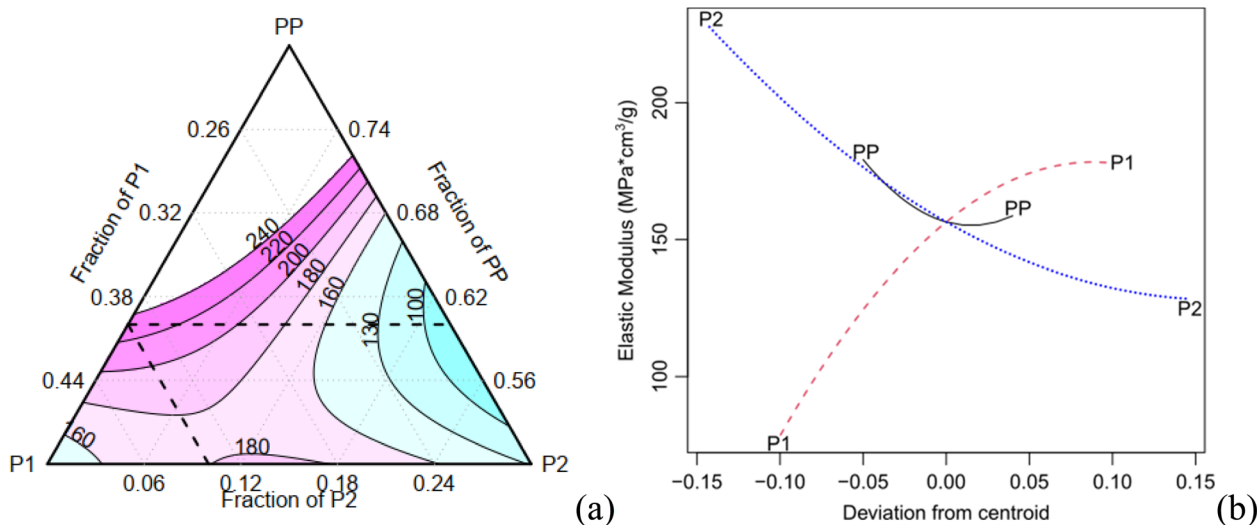 PP
0.26
0.74
Fraction of P1
Fraction of PP
0.32
0.68
240
220
200
180
160
0.38
0.62
130
100
0.44
0.56
160
180
P1
P2
0.06
0.12
0.18
0.24
Fraction of P2
(a)
P2
PP
P1
PP
P2
P1
Elastic Modulus (MPa*cm³/g)
200
150
100
−0.15
−0.10
−0.05
0.00
0.05
0.10
0.15
Deviation from centroid
(b)